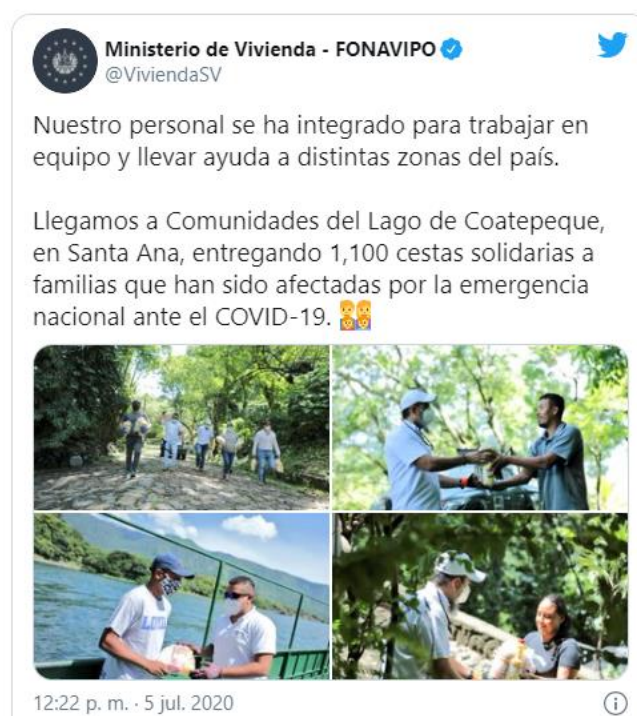 Ministerio de Vivienda - FONAVIPO
@ViviendaSV
Nuestro personal se ha integrado para trabajar en
equipo y llevar ayuda a distintas zonas del país.
Llegamos a Comunidades del Lago de Coatepeque,
en Santa Ana, entregando 1,100 cestas solidarias a
familias que han sido afectadas por la emergencia
nacional ante el COVID-19. 👨‍👩‍👧‍👦
12:22 p. m. · 5 jul. 2020